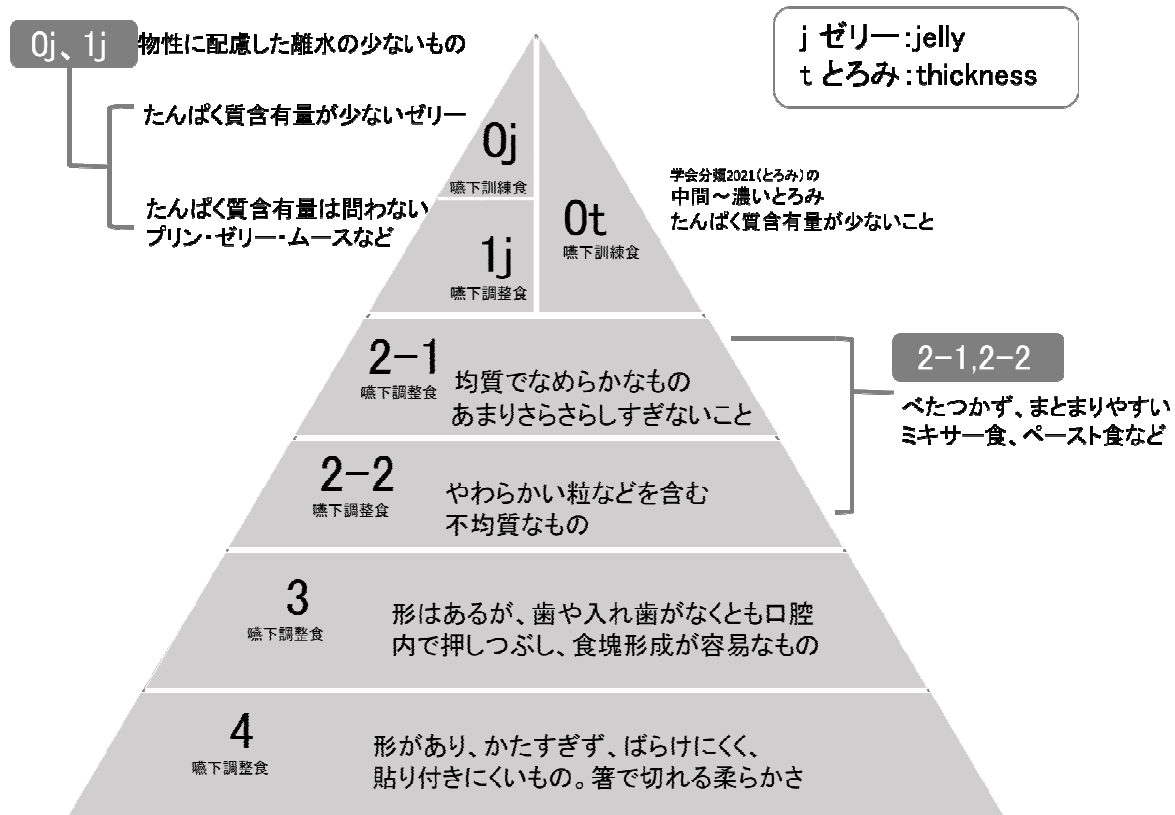 0j、1j 物性に配慮した離水の少ないもの
j ゼリー:jelly
t とろみ:thickness
たんぱく質含有量が少ないゼリー
たんぱく質含有量は問わない
プリン・ゼリー・ムースなど
0j
嚥下訓練食
1j
嚥下調整食
0t
嚥下訓練食
学会分類2021(とろみ)の
中間~濃いとろみ
たんぱく質含有量が少ないこと
2-1
嚥下調整食
均質でなめらかなもの
あまりさらさらしすぎないこと
2-1,2-2
べたつかず、まとまりやすい
ミキサー食、ペースト食など
2-2
嚥下調整食
やわらかい粒などを含む
不均質なもの
3
嚥下調整食
形はあるが、歯や入れ歯がなくとも口腔
内で押しつぶし、食塊形成が容易なもの
4
嚥下調整食
形があり、かたすぎず、ばらけにくく、
貼り付きにくいもの。箸で切れる柔らかさ